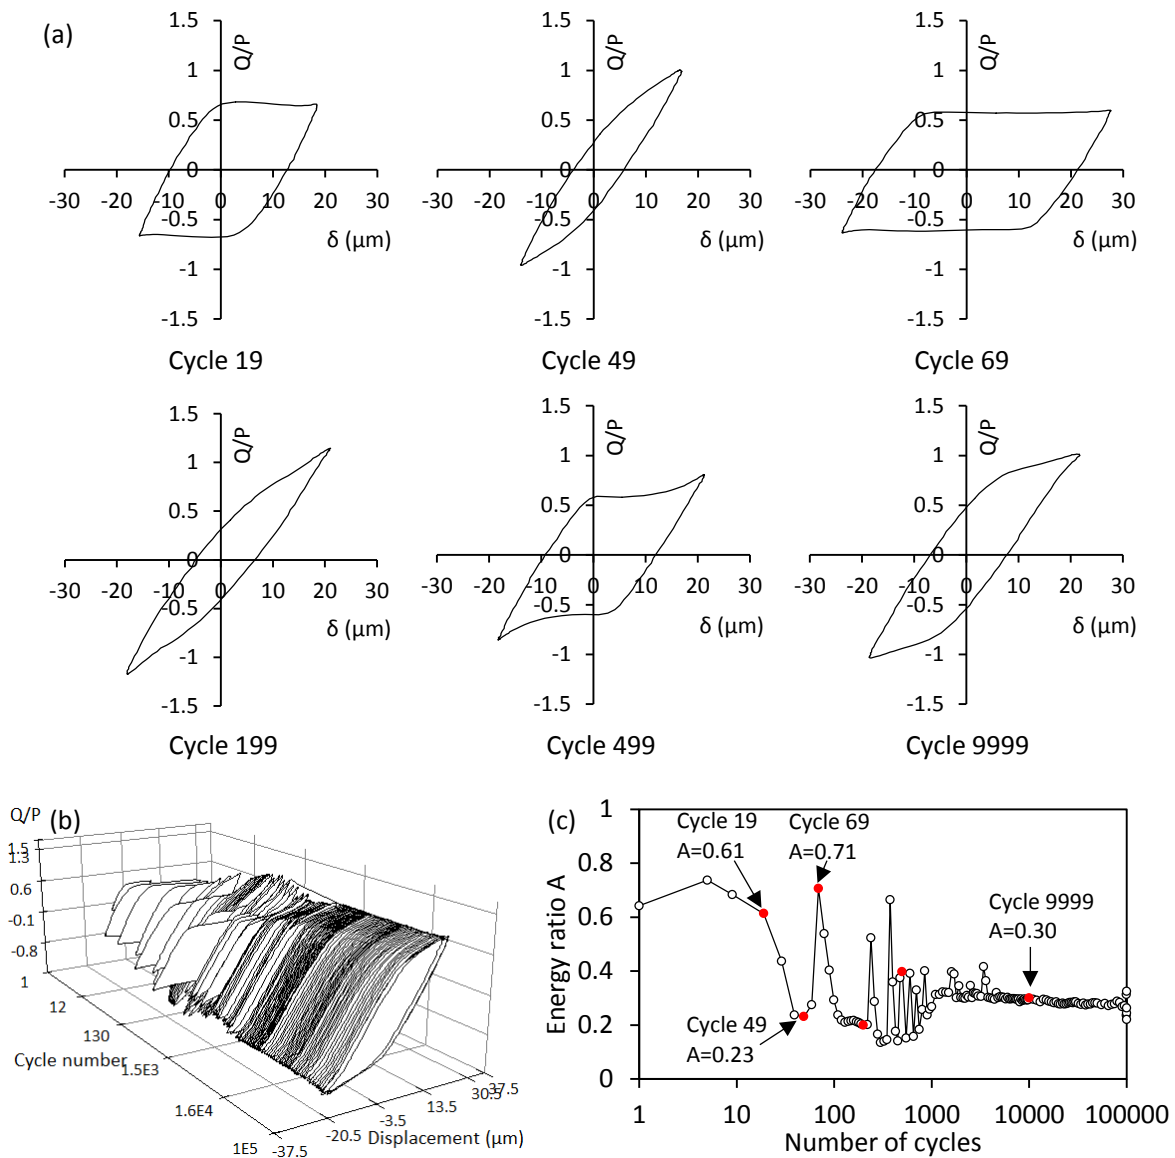 (a)
1.5
1
0.5
0
-0.5
-1
-1.5
-30 -20 -10 0 10 20 30
Q/P
δ (µm)
Cycle 19
1.5
1
0.5
0
-0.5
-1
-1.5
-30 -20 -10 0 10 20 30
Q/P
δ (µm)
Cycle 49
1.5
1
0.5
0
-0.5
-1
-1.5
-30 -20 -10 0 10 20 30
Q/P
δ (µm)
Cycle 69
1.5
1
0.5
0
-0.5
-1
-1.5
-30 -20 -10 0 10 20 30
Q/P
δ (µm)
Cycle 199
1.5
1
0.5
0
-0.5
-1
-1.5
-30 -20 -10 0 10 20 30
Q/P
δ (µm)
Cycle 499
1.5
1
0.5
0
-0.5
-1
-1.5
-30 -20 -10 0 10 20 30
Q/P
δ (µm)
Cycle 9999
Q/P
(b)
1.5
1.3
0.6
-0.1
-0.8
1
12
130
1.5E3
1.6E4
1E5
Cycle number
-37.5
-20.5
-3.5
13.5
30.5
37.5
Displacement (µm)
(c)
1
0.8
0.6
0.4
0.2
0
Energy ratio A
Cycle 19
A=0.61
Cycle 69
A=0.71
Cycle 49
A=0.23
Cycle 9999
A=0.30
1 10 100 1000 10000 100000
Number of cycles